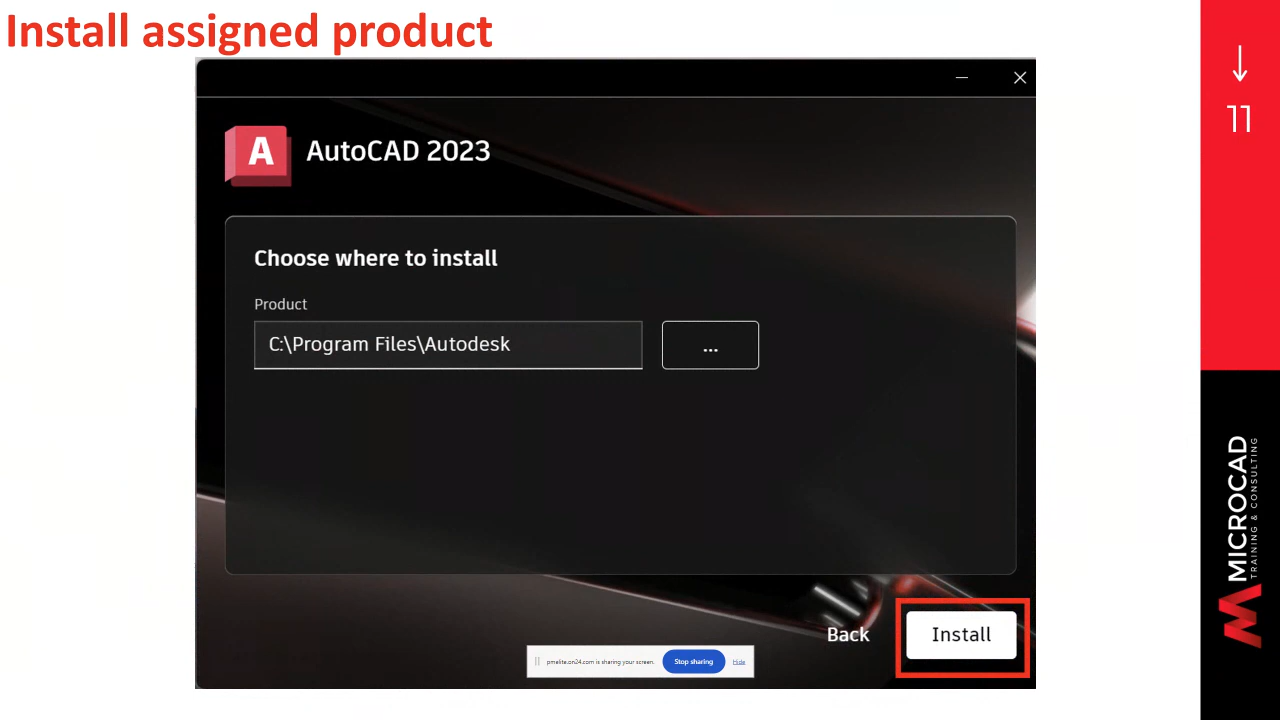 Install assigned product
A
AutoCAD 2023
Choose where to install
Product
C:\Program Files\Autodesk
...
Back
Install
pmelite.on24.com is sharing your screen.
Stop sharing
Hide
11
MICROCAD
TRAINING & CONSULTING